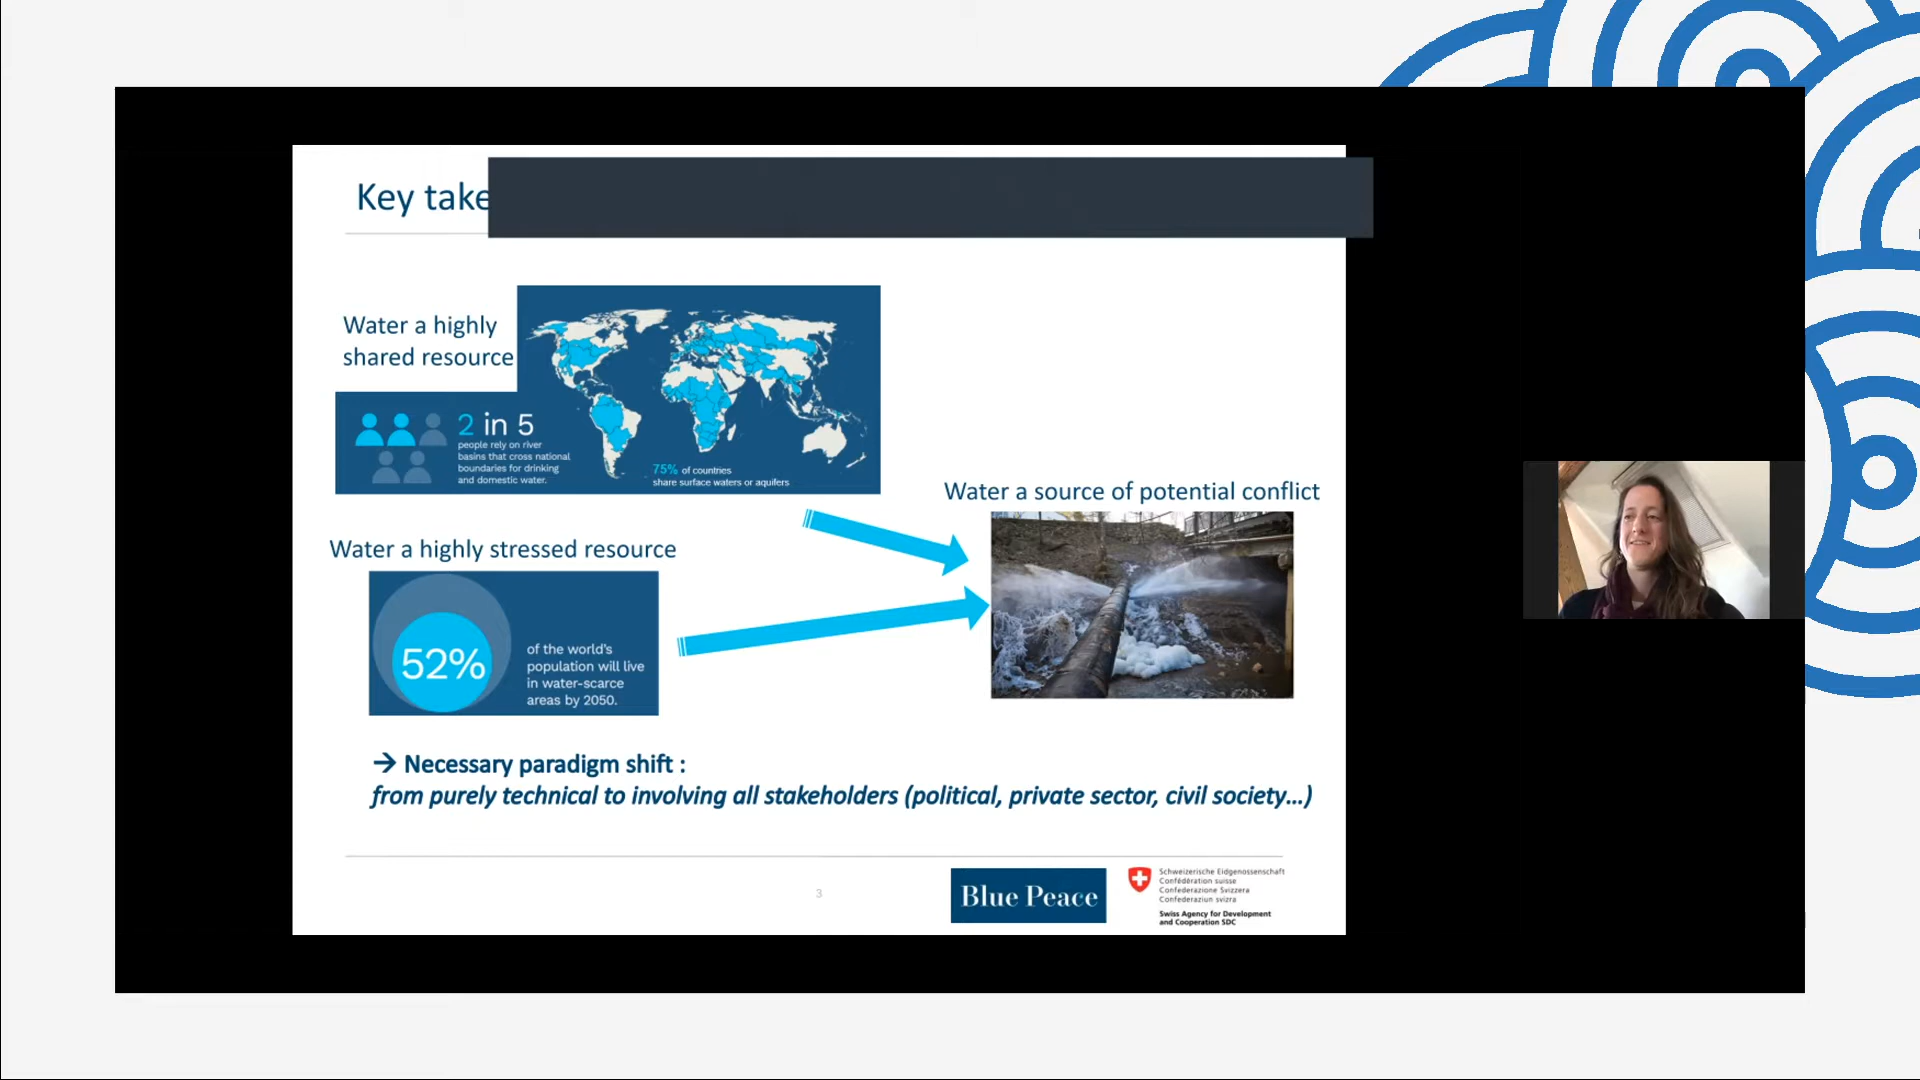 Key take
Water a highly
shared resource
2 in 5
people rely on river
basins that cross national
boundaries for drinking
and domestic water.
75% of countries
share surface waters or aquifers
Water a source of potential conflict
Water a highly stressed resource
52%
of the world's
population will live
in water-scarce
areas by 2050.
→ Necessary paradigm shift :
from purely technical to involving all stakeholders (political, private sector, civil society...)
3
Blue Peace
Schweizerische Eidgenossenschaft
Confédération suisse
Confederazione Svizzera
Confederaziun svizra
Swiss Agency for Development
and Cooperation SDC